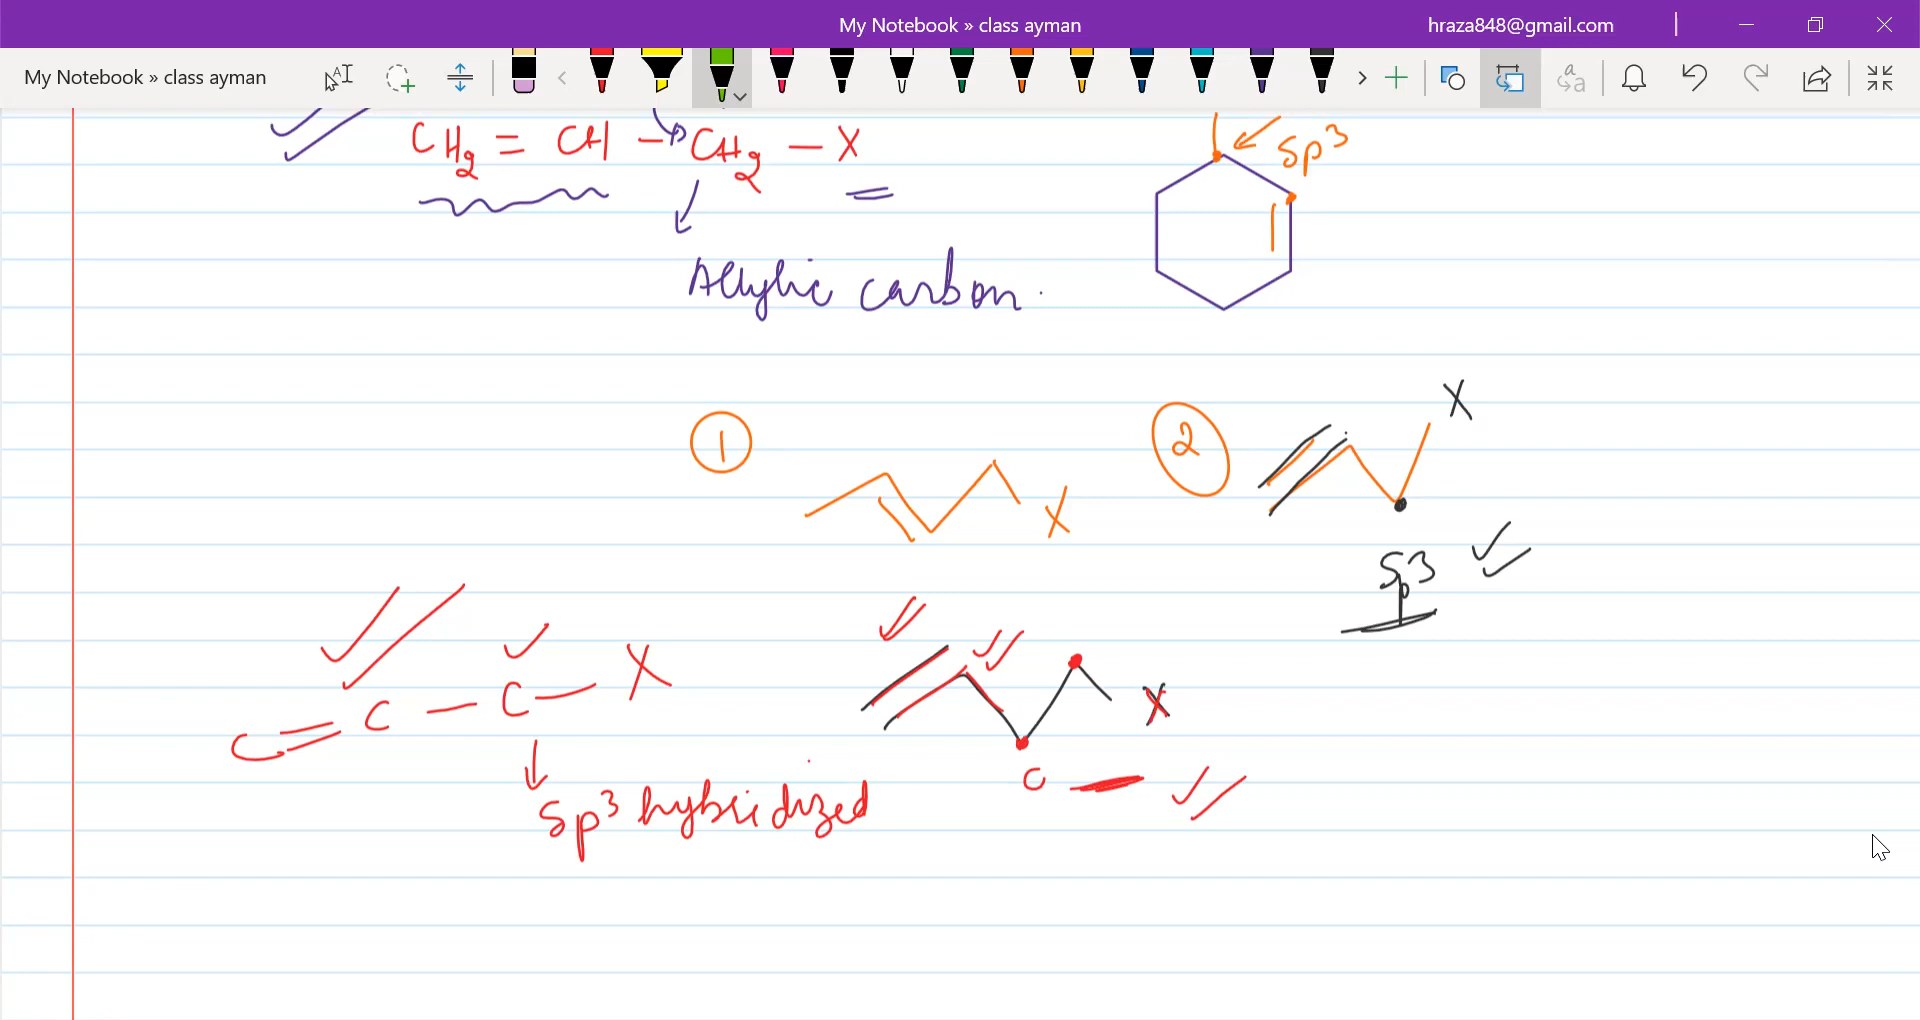 My Notebook » class ayman
hraza848@gmail.com
My Notebook » class ayman
CH2 = CH - CH2 - X
Sp3
Allylic carbon.
1
X
2
X
Sp3
C = C - C - X
Sp3 hybridized
X
C